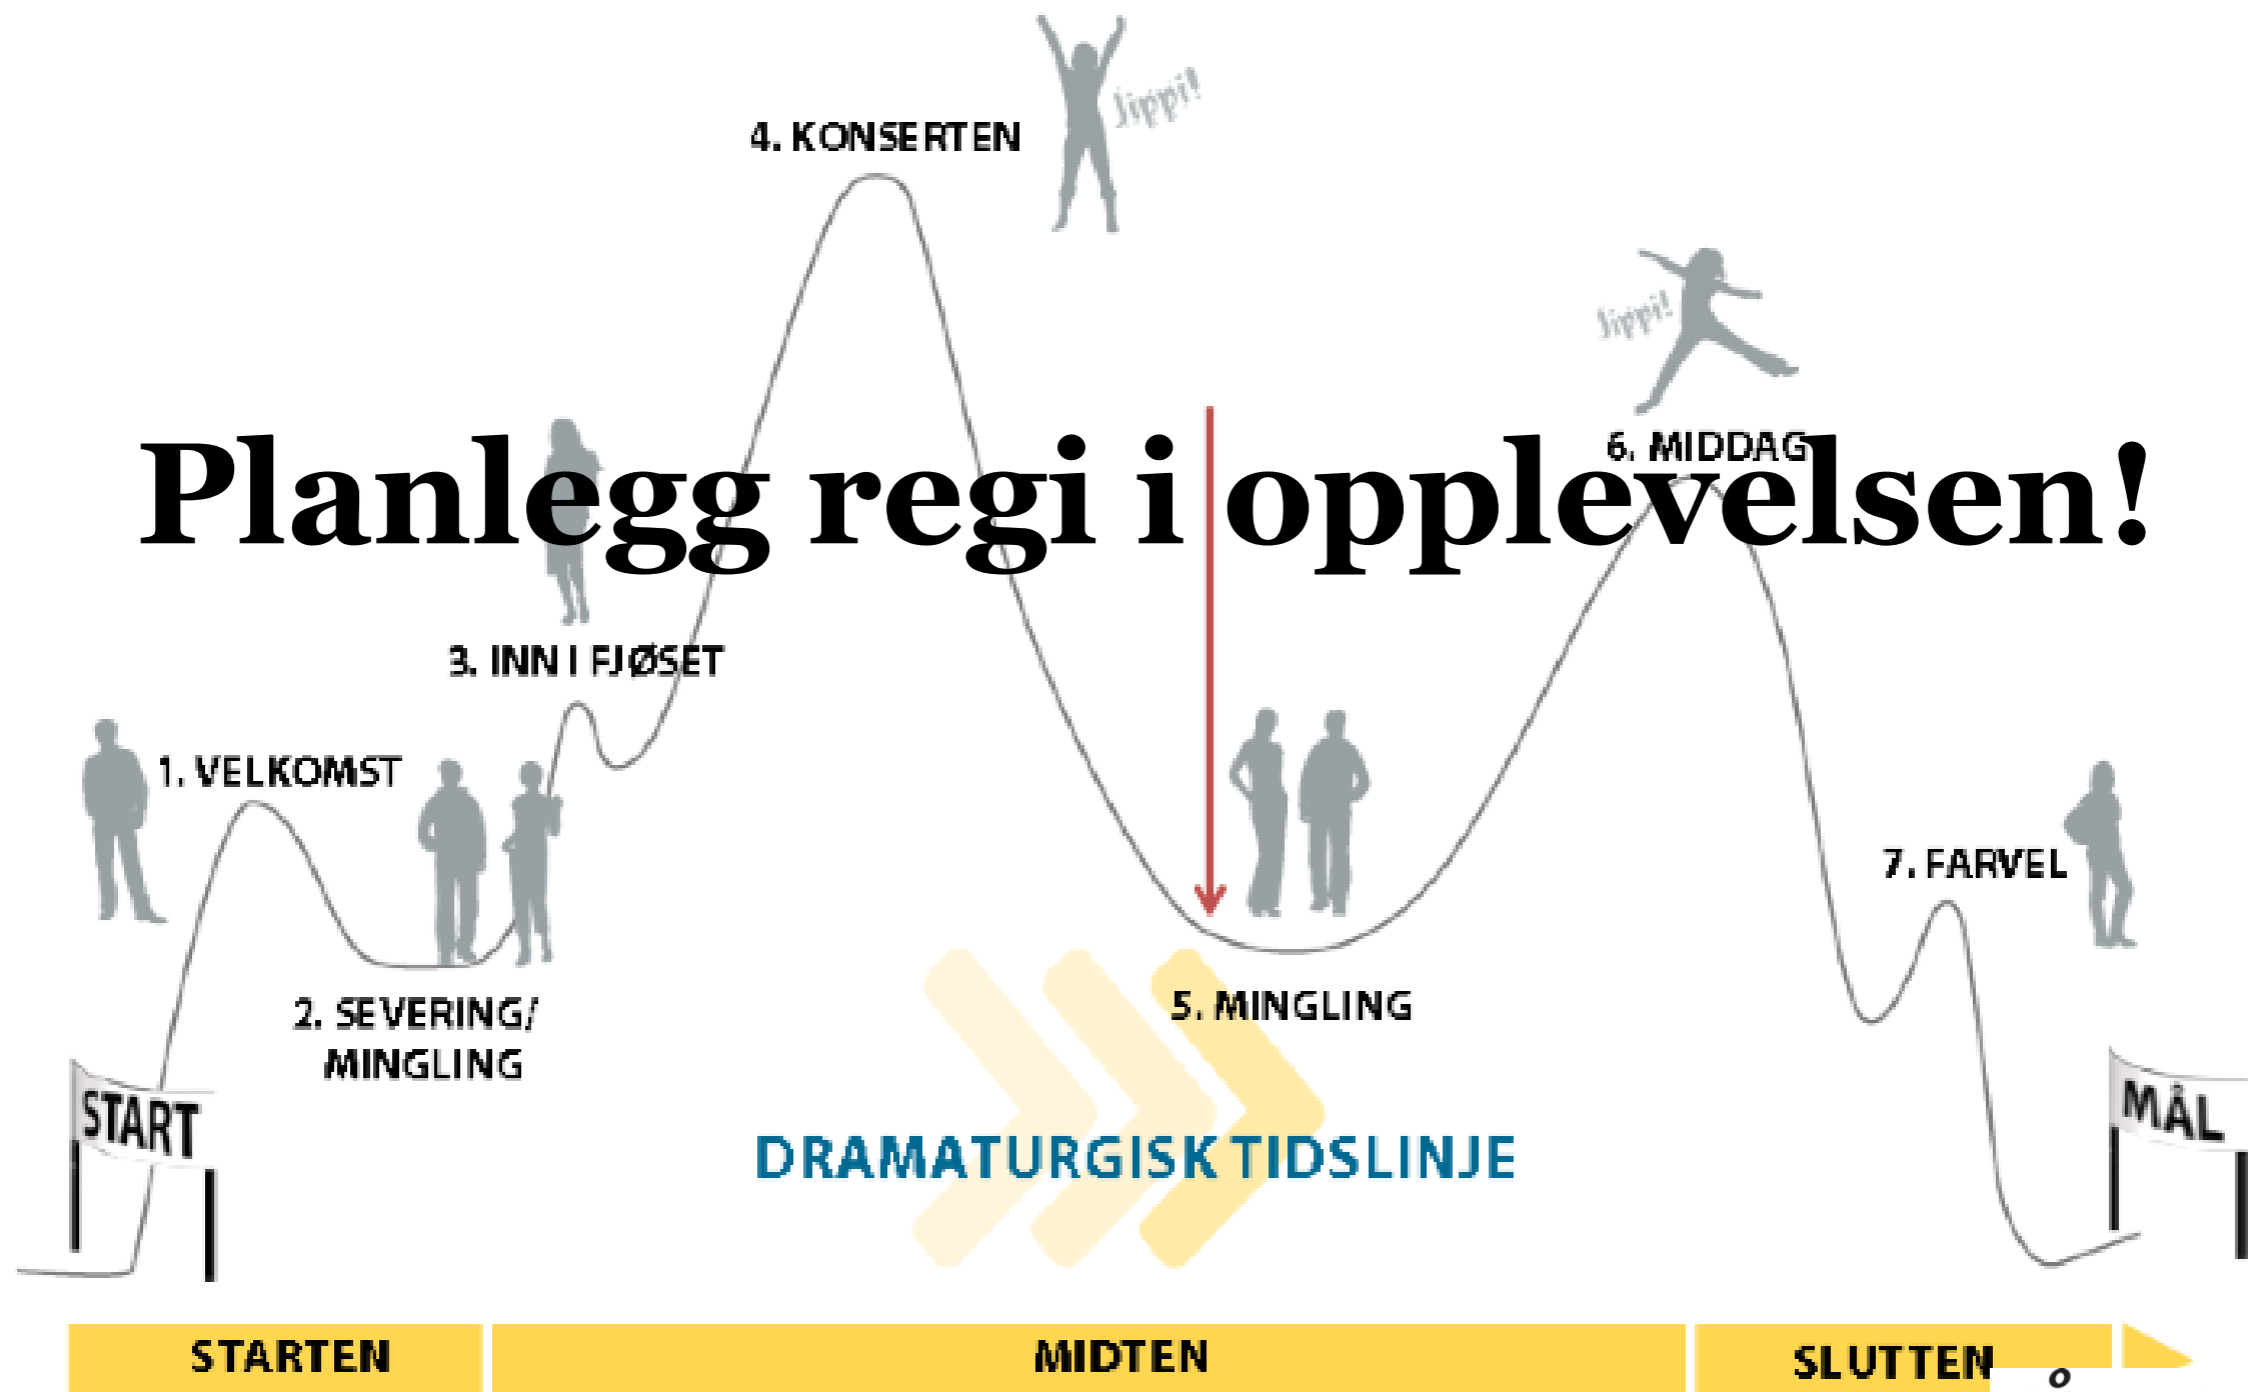 Jippi!
4. KONSERTEN
Jippi!
6. MIDDAG
Planlegg regi i opplevelsen!
3. INN I FJØSET
1. VELKOMST
7. FARVEL
2. SEVERING/
MINGLING
5. MINGLING
START
MÅL
DRAMATURGISK TIDSLINJE
STARTEN
MIDTEN
SLUTTEN